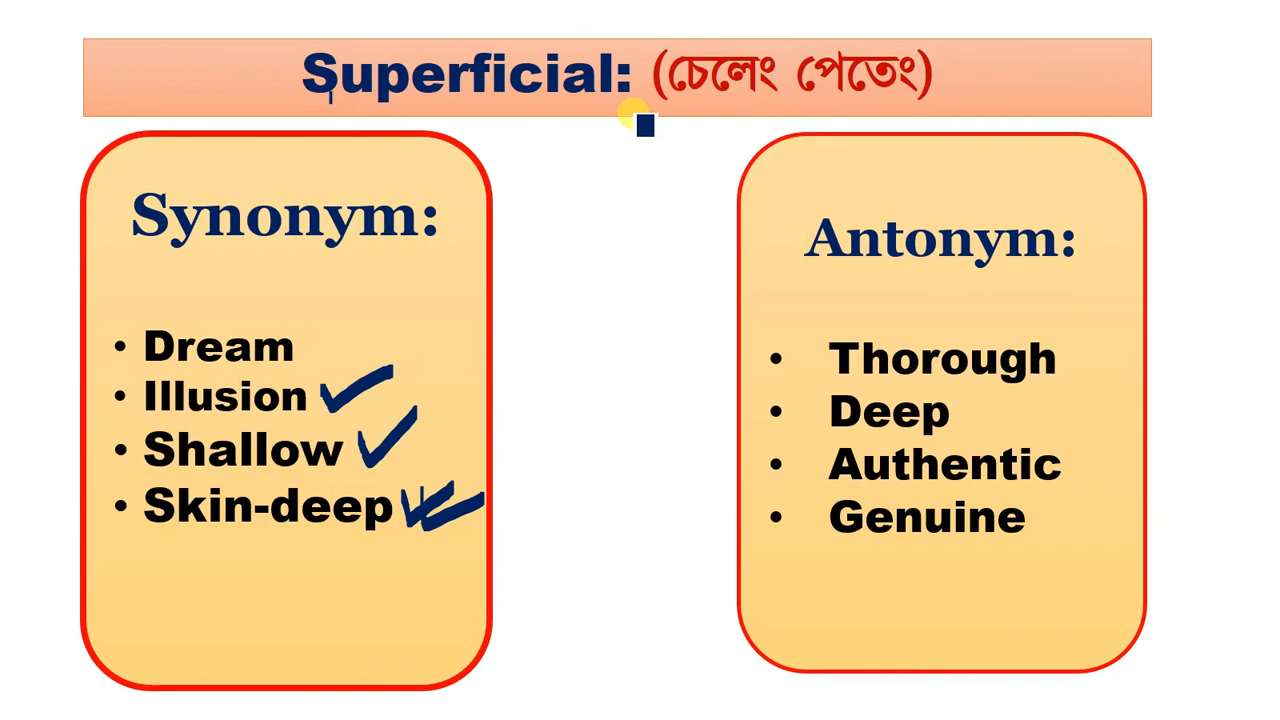 Superficial: (চেলেং পেতেং)
Synonym:
• Dream
• Illusion
• Shallow
• Skin-deep
Antonym:
• Thorough
• Deep
• Authentic
• Genuine